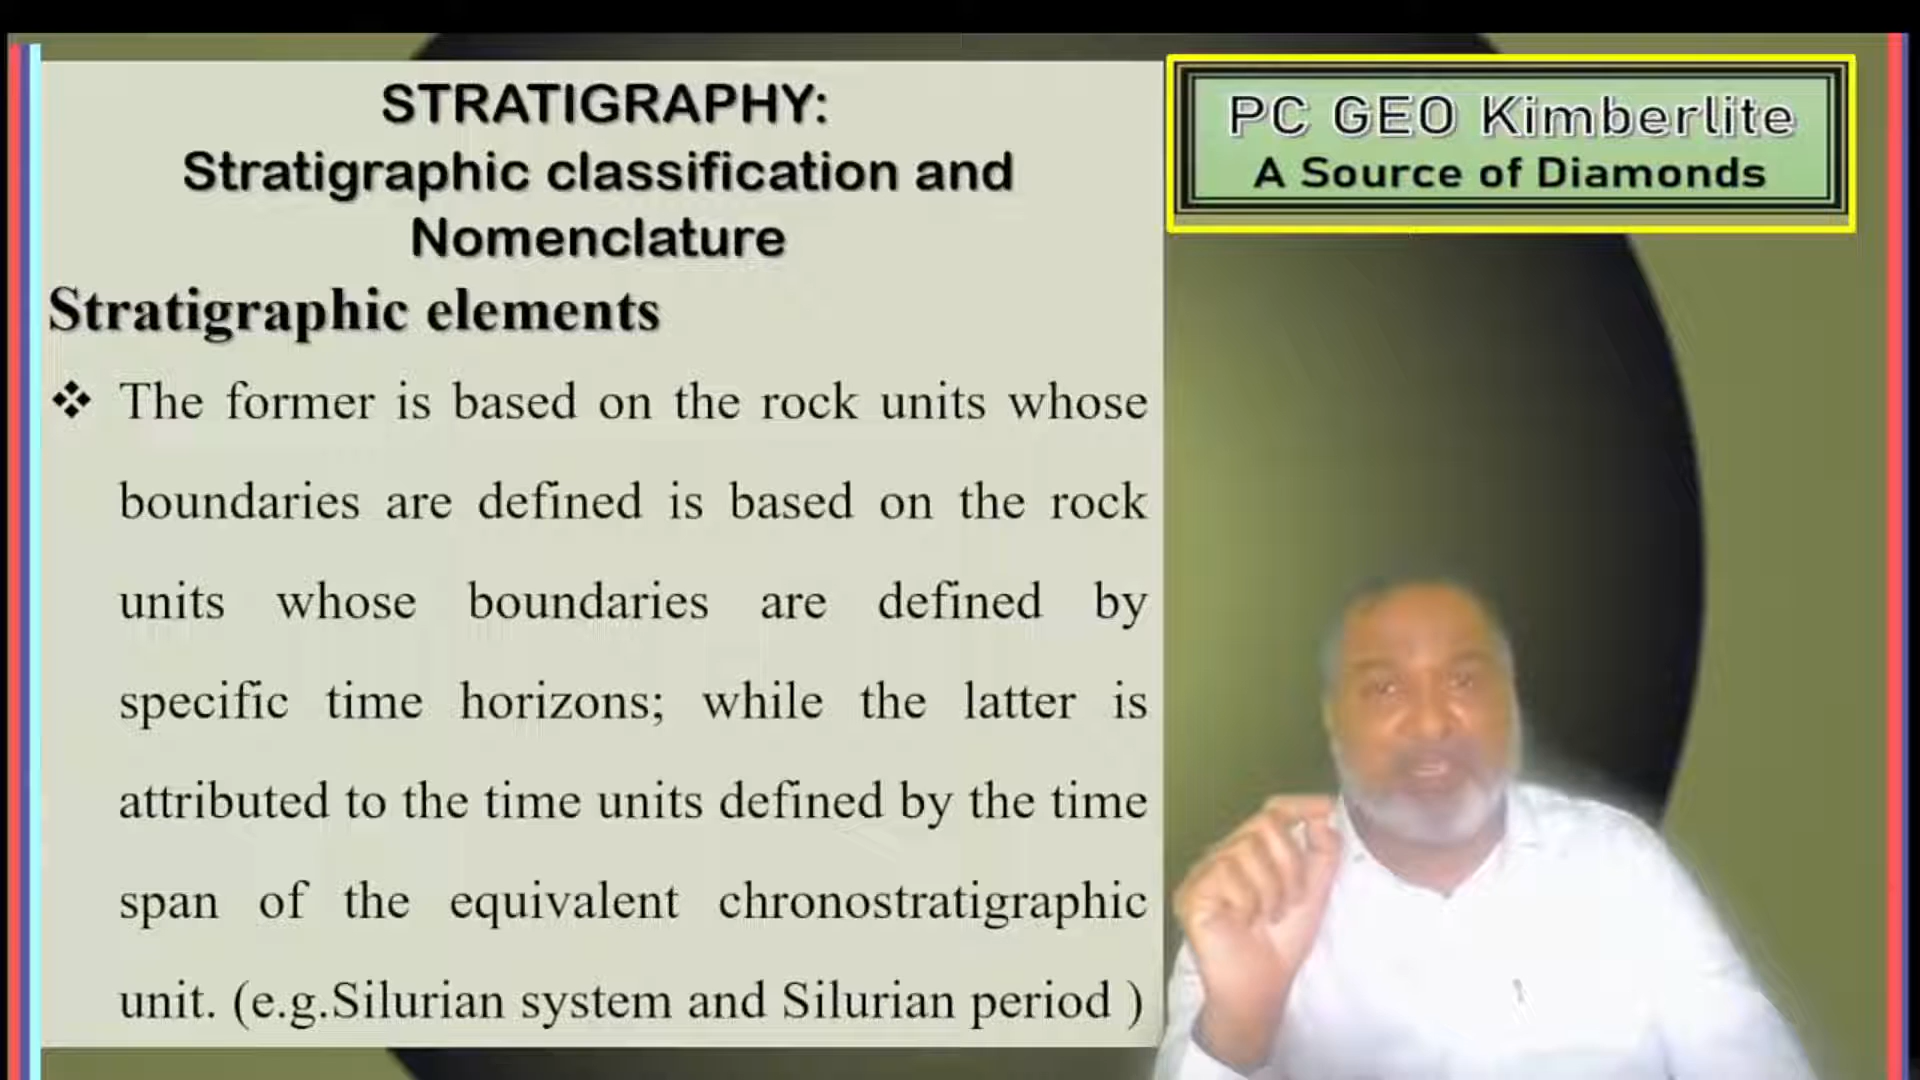 STRATIGRAPHY:
Stratigraphic classification and
Nomenclature
Stratigraphic elements
❖ The former is based on the rock units whose
boundaries are defined is based on the rock
units whose boundaries are defined by
specific time horizons; while the latter is
attributed to the time units defined by the time
span of the equivalent chronostratigraphic
unit. (e.g.Silurian system and Silurian period )
PC GEO Kimberlite
A Source of Diamonds